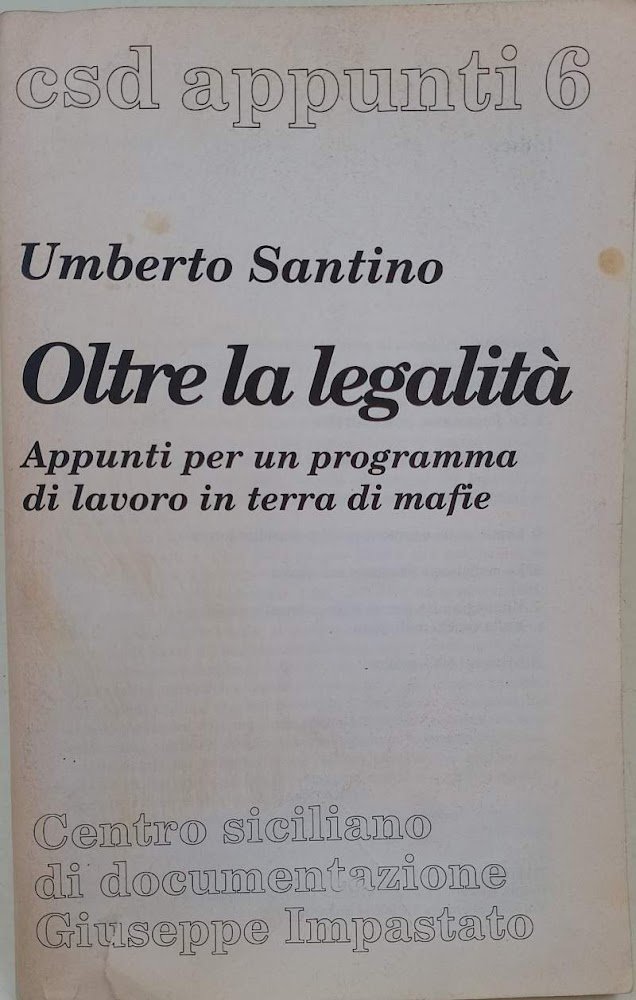 csd appunti 6
Umberto Santino
Oltre la legalità
Appunti per un programma
di lavoro in terra di mafie
Centro siciliano
di documentazione
Giuseppe Impastato